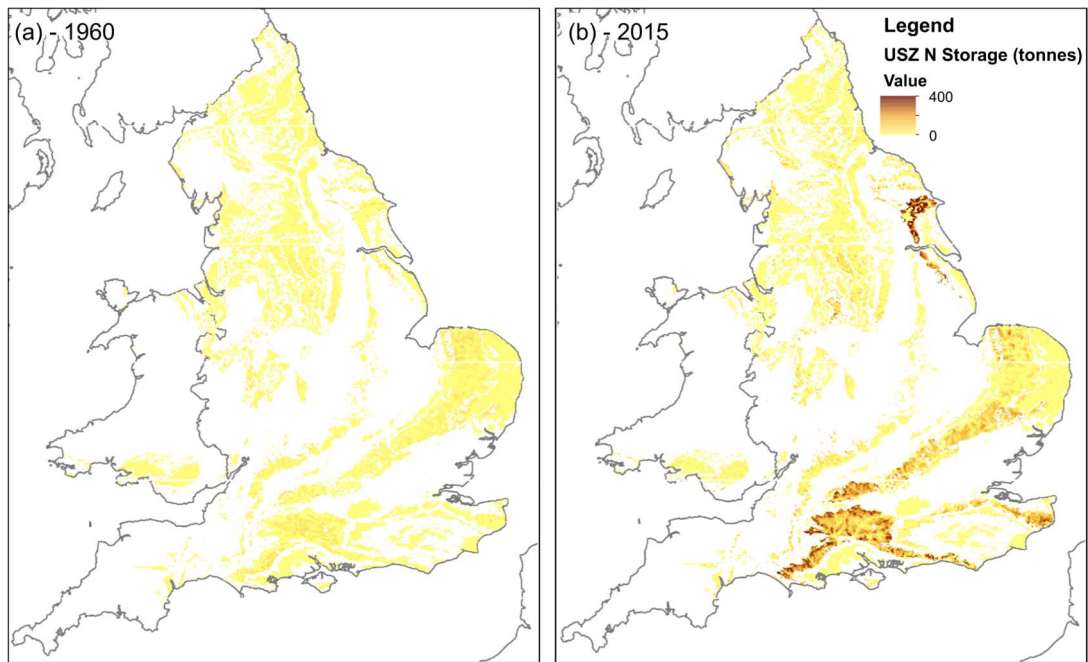 (a) - 1960
(b) - 2015
Legend
USZ N Storage (tonnes)
Value
400
0